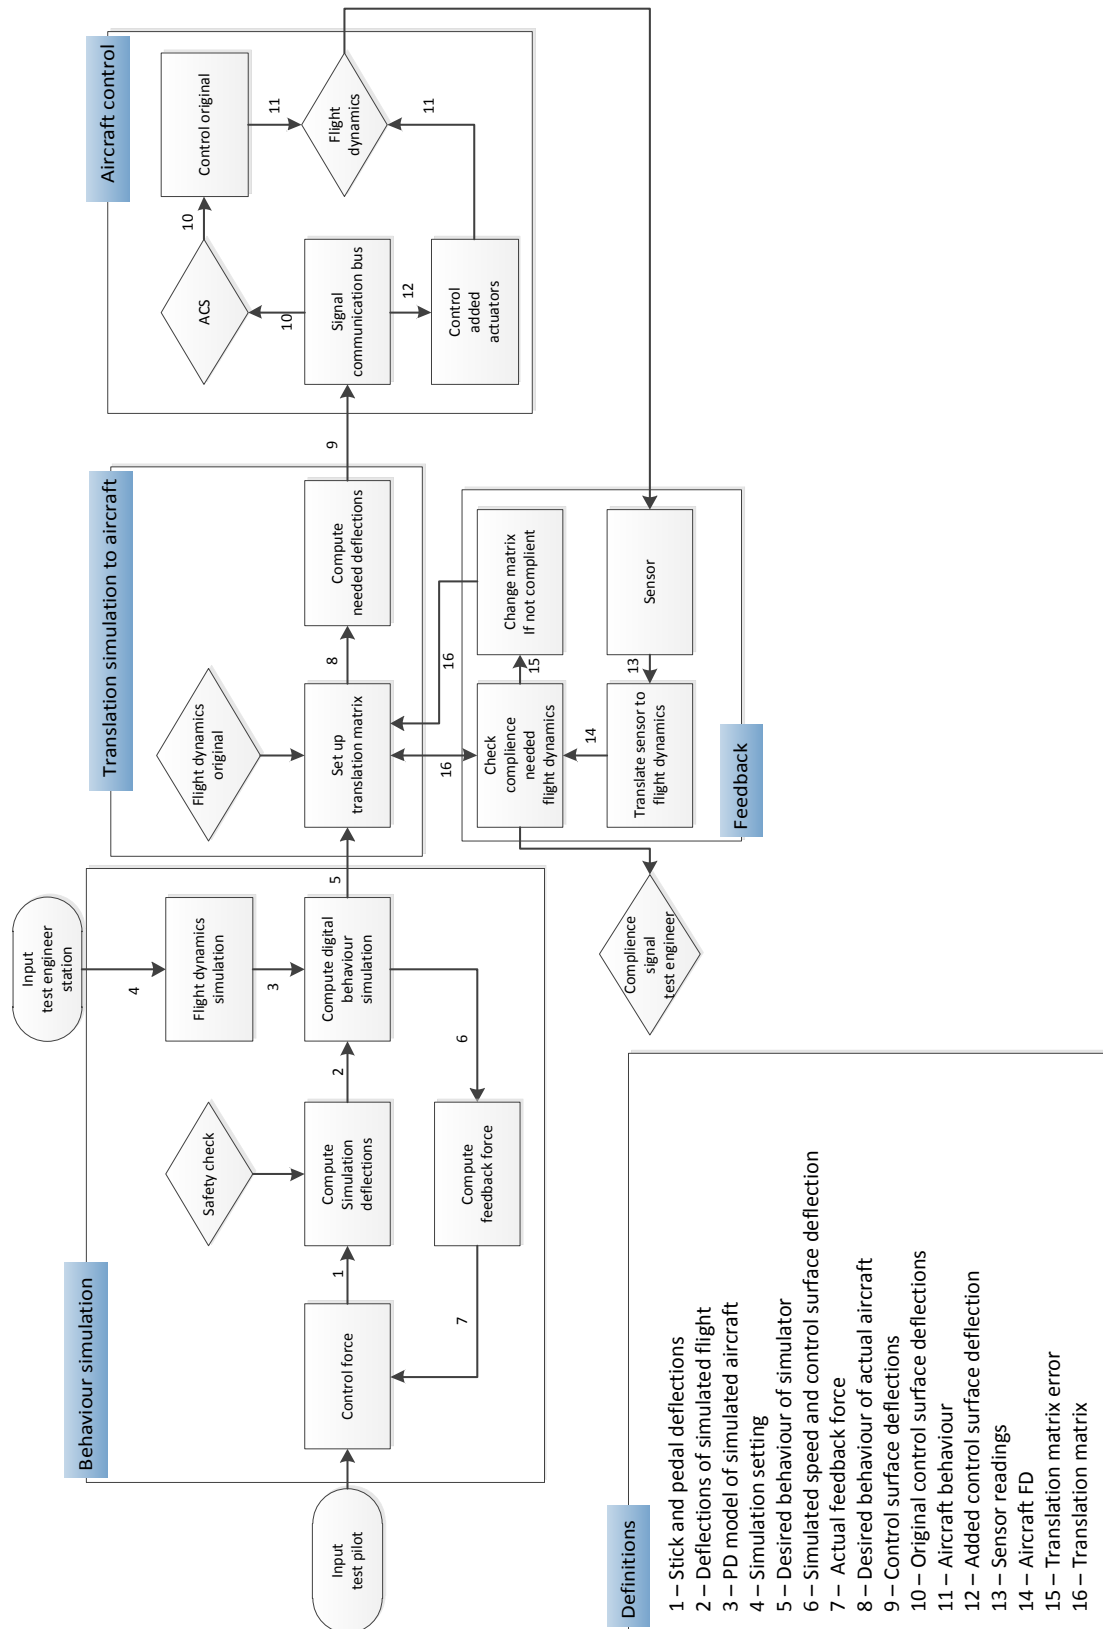 Behaviour simulation
Input
test pilot
Control force
1
Safety check
Compute
Simulation
deflections
2
Input
test engineer
station
4
Flight dynamics
simulation
3
Compute digital
behaviour
simulation
6
Compute
feedback force
7
5
Translation simulation to aircraft
Flight dynamics
original
Set up
translation matrix
8
Compute
needed deflections
9
Aircraft control
ACS
10
10
Control original
11
Signal
communication bus
12
Control
added
actuators
11
Flight
dynamics
Feedback
16
16
Check
complience
needed
flight dynamics
15
Change matrix
If not complient
14
Translate sensor to
flight dynamics
13
Sensor
Complience
signal
test engineer
Definitions
1 – Stick and pedal deflections
2 – Deflections of simulated flight
3 – PD model of simulated aircraft
4 – Simulation setting
5 – Desired behaviour of simulator
6 – Simulated speed and control surface deflection
7 – Actual feedback force
8 – Desired behaviour of actual aircraft
9 – Control surface deflections
10 – Original control surface deflections
11 – Aircraft behaviour
12 – Added control surface deflection
13 – Sensor readings
14 – Aircraft FD
15 – Translation matrix error
16 – Translation matrix